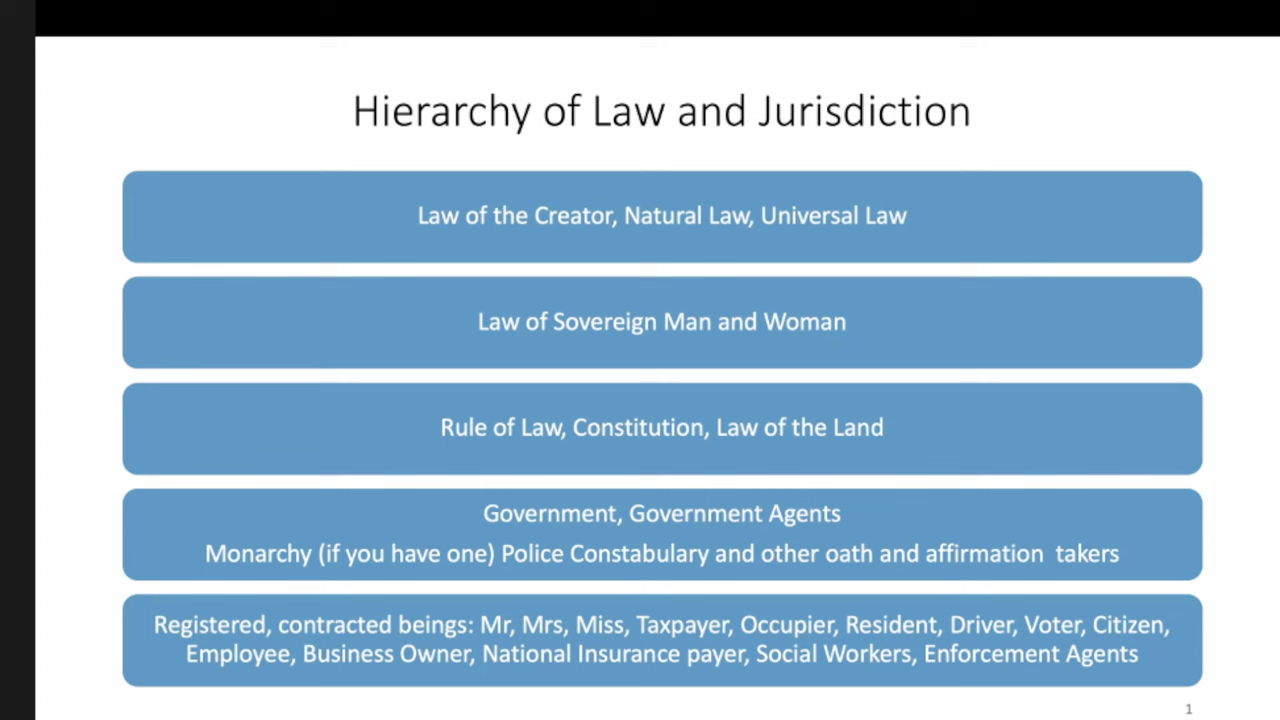 Hierarchy of Law and Jurisdiction
Law of the Creator, Natural Law, Universal Law
Law of Sovereign Man and Woman
Rule of Law, Constitution, Law of the Land
Government, Government Agents
Monarchy (if you have one) Police Constabulary and other oath and affirmation takers
Registered, contracted beings: Mr, Mrs, Miss, Taxpayer, Occupier, Resident, Driver, Voter, Citizen,
Employee, Business Owner, National Insurance payer, Social Workers, Enforcement Agents
1